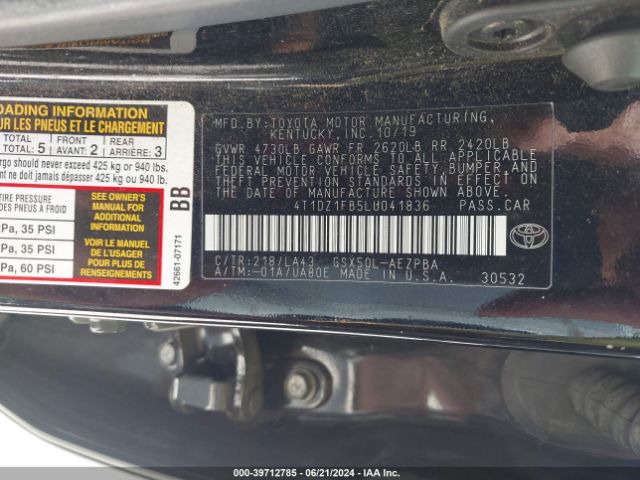 LOADING INFORMATION
UR LES PNEUS ET LE CHARGEMENT
TOTAL TOTAL: 5 FRONT AVANT: 2 REAR ARRIÈRE: 3
rgo should never exceed 425 kg or 940 lbs.
nt ne doit jamais dépasser 425 kg ou 940 lb.
TIRE PRESSURE
DES PNEUS À FROID
Pa, 35 PSI
Pa, 35 PSI
Pa, 60 PSI
SEE OWNER'S
MANUAL FOR
ADDITIONAL
INFORMATION
VOIR LE MANUEL
DE L'USAGER
POUR PLUS DE
RENSEIGNEMENTS
BB
42661-07171
MFD.BY:TOYOTA MOTOR MANUFACTURING,
KENTUCKY,INC.10/19
GVWR 4730LB GAWR FR 2620LB RR 2420LB
THIS VEHICLE CONFORMS TO ALL APPLICABLE
FEDERAL MOTOR VEHICLE SAFETY,BUMPER,AND
THEFT PREVENTION STANDARDS IN EFFECT ON
THE DATE OF MANUFACTURE SHOWN ABOVE.
4T1DZ1FB5LU041836 PASS.CAR
C/TR:218/LA43 GSX50L-AEZPBA
A/TM:-01A/UA80E MADE IN U.S.A. 30532
000-39712785 - 06/21/2024 - IAAI.COM